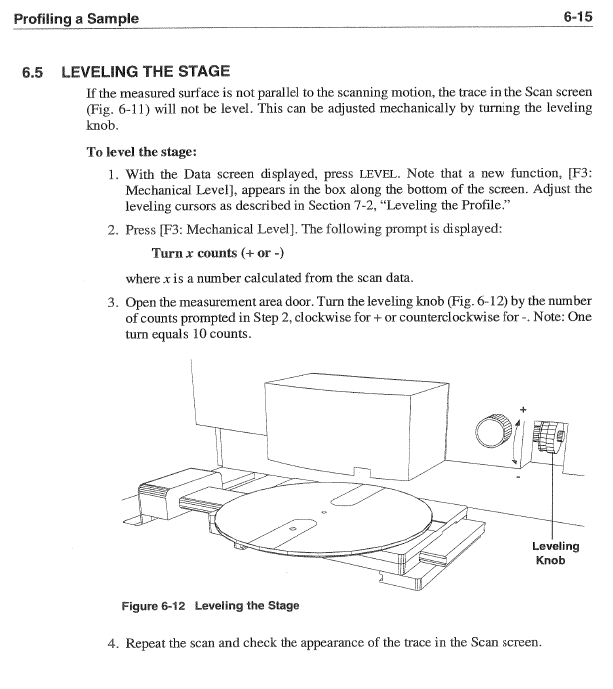 Profiling a Sample 6-15
6.5 LEVELING THE STAGE
If the measured surface is not parallel to the scanning motion, the trace in the Scan screen
(Fig. 6-11) will not be level. This can be adjusted mechanically by turning the leveling
knob.
To level the stage:
1. With the Data screen displayed, press LEVEL. Note that a new function, [F3:
Mechanical Level], appears in the box along the bottom of the screen. Adjust the
leveling cursors as described in Section 7-2, “Leveling the Profile.”
2. Press [F3: Mechanical Level]. The following prompt is displayed:
Turn x counts (+ or -)
where x is a number calculated from the scan data.
3. Open the measurement area door. Turn the leveling knob (Fig. 6-12) by the number
of counts prompted in Step 2, clockwise for + or counterclockwise for -. Note: One
turn equals 10 counts.
+
-
Leveling
Knob
Figure 6-12 Leveling the Stage
4. Repeat the scan and check the appearance of the trace in the Scan screen.